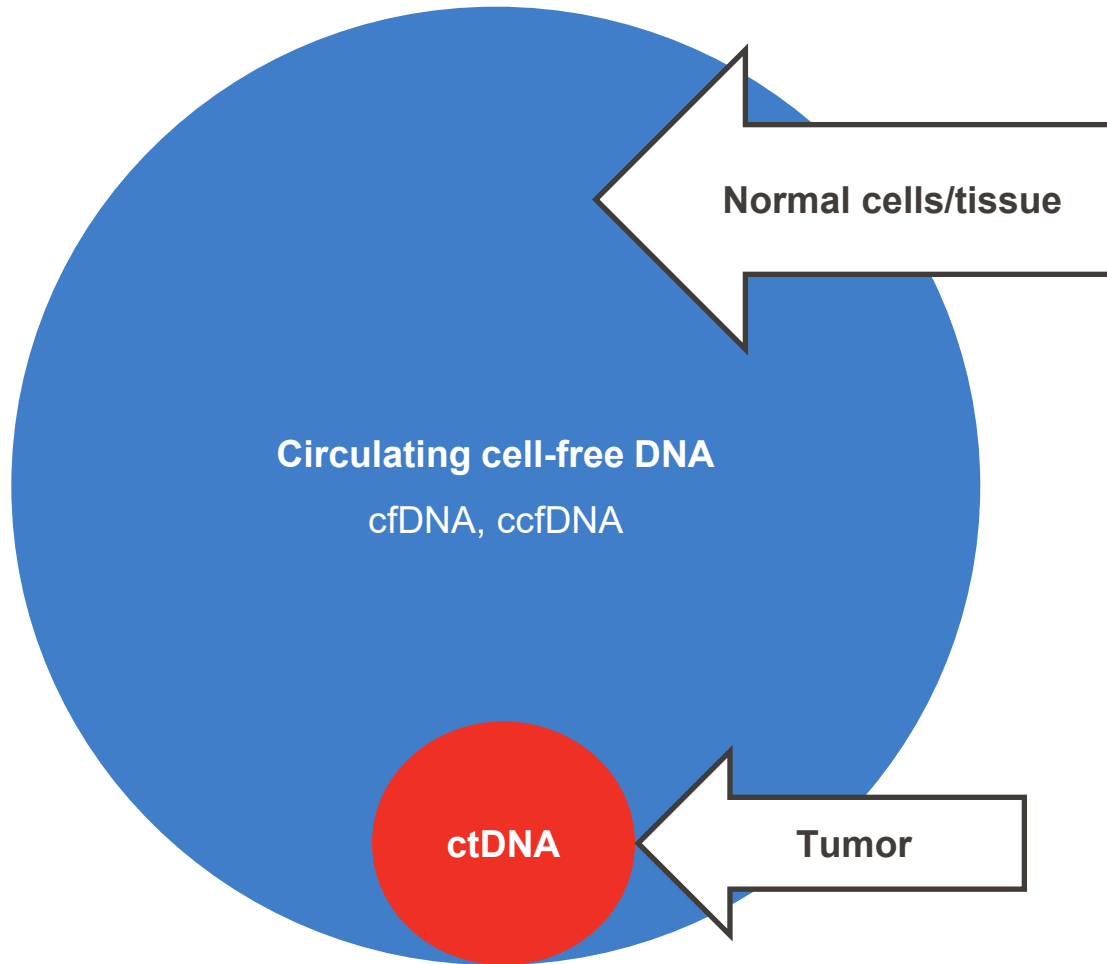 Normal cells/tissue
Circulating cell-free DNA
cfDNA, ccfDNA
ctDNA
Tumor